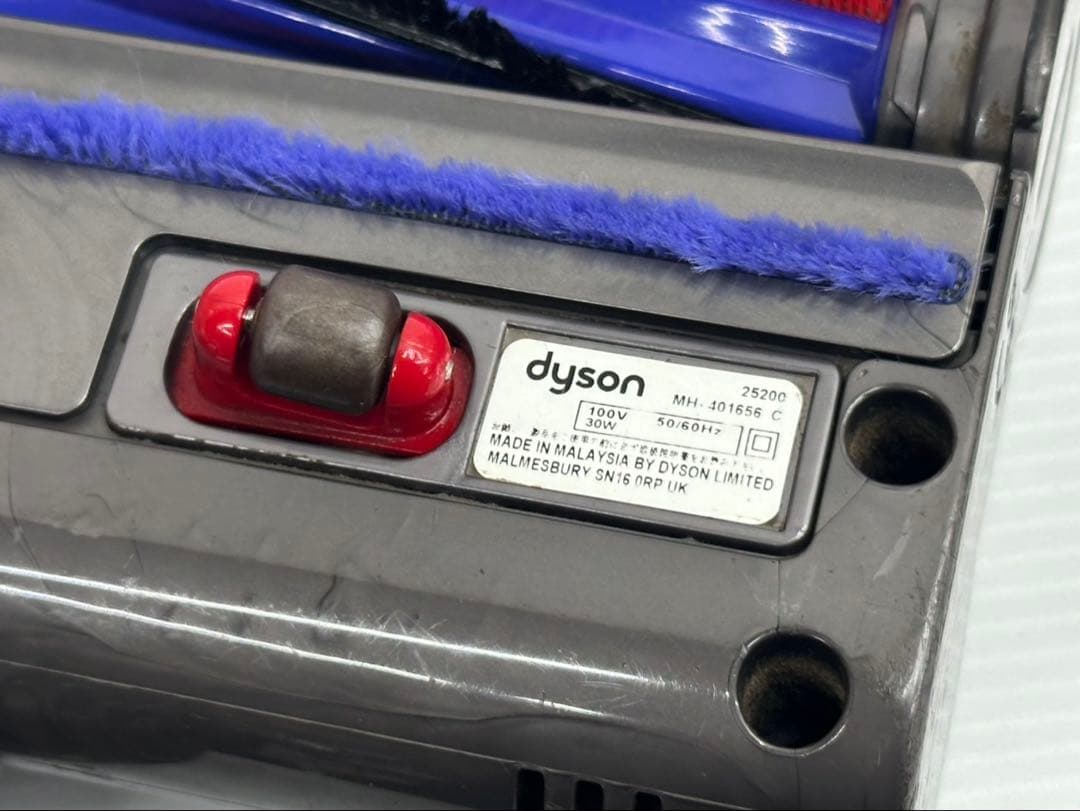 dyson
25200
MH-401656 C
100V 50/60Hz
30W
MADE IN MALAYSIA BY DYSON LIMITED
MALMESBURY SN16 0RP UK